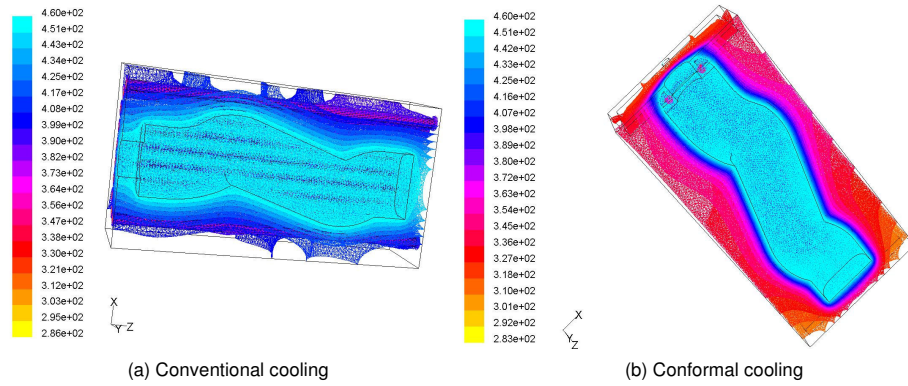 4.60e+02
4.51e+02
4.43e+02
4.34e+02
4.25e+02
4.17e+02
4.08e+02
3.99e+02
3.90e+02
3.82e+02
3.73e+02
3.64e+02
3.56e+02
3.47e+02
3.38e+02
3.30e+02
3.21e+02
3.12e+02
3.03e+02
2.95e+02
2.86e+02
X
Y Z
(a) Conventional cooling
4.60e+02
4.51e+02
4.42e+02
4.33e+02
4.25e+02
4.16e+02
4.07e+02
3.98e+02
3.89e+02
3.80e+02
3.72e+02
3.63e+02
3.54e+02
3.45e+02
3.36e+02
3.27e+02
3.18e+02
3.10e+02
3.01e+02
2.92e+02
2.83e+02
X
Y
Z
(b) Conformal cooling